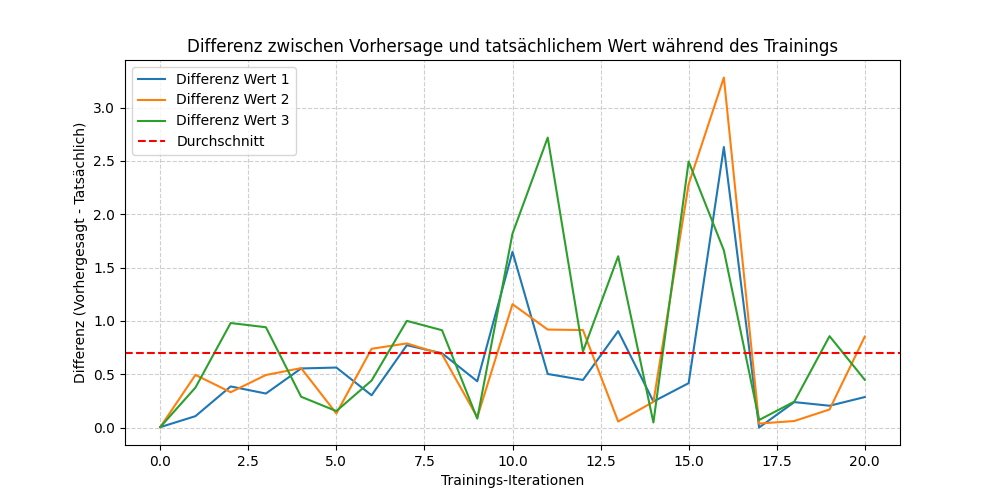 Differenz zwischen Vorhersage und tatsächlichem Wert während des Trainings
Differenz Wert 1
Differenz Wert 2
Differenz Wert 3
Durchschnitt
Differenz (Vorhergesagt - Tatsächlich)
3.0
2.5
2.0
1.5
1.0
0.5
0.0
0.0 2.5 5.0 7.5 10.0 12.5 15.0 17.5 20.0
Trainings-Iterationen